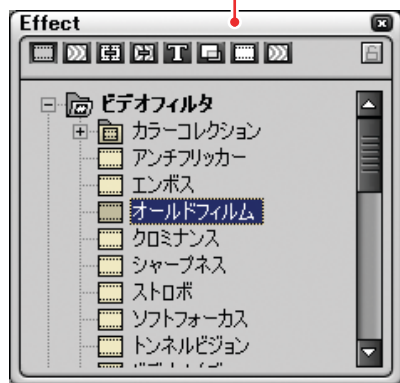 Effect
T
ビデオフィルタ
カラーコレクション
アンチフリッカー
エンボス
オールドフィルム
クロミナンス
シャープネス
ストロボ
ソフトフォーカス
トンネルビジョン